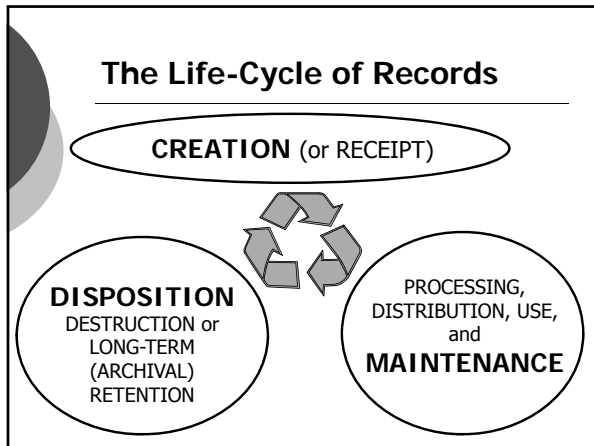 The Life-Cycle of Records
CREATION (or RECEIPT)
DISPOSITION
DESTRUCTION or
LONG-TERM
(ARCHIVAL)
RETENTION
PROCESSING,
DISTRIBUTION, USE,
and
MAINTENANCE